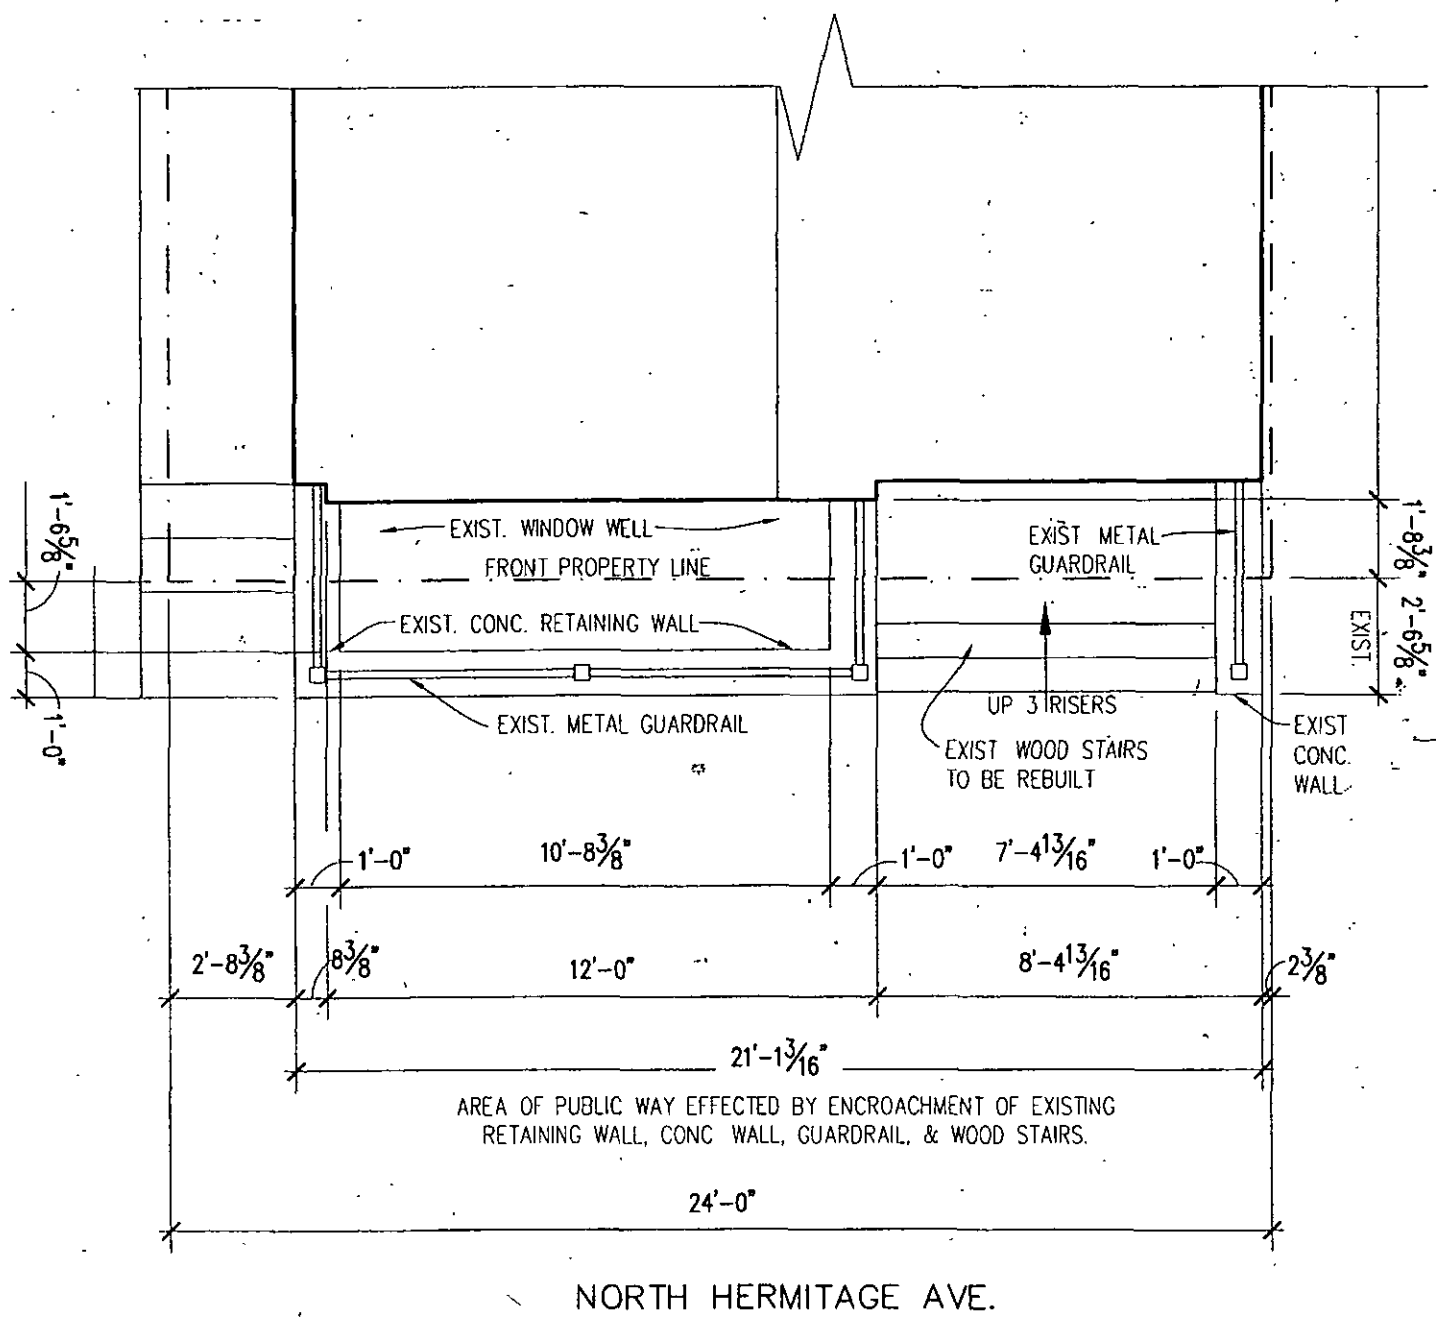 EXIST. WINDOW WELL
FRONT PROPERTY LINE
EXIST. CONC. RETAINING WALL
EXIST. METAL GUARDRAIL
EXIST METAL
GUARDRAIL
UP 3 RISERS
EXIST WOOD STAIRS
TO BE REBUILT
EXIST
CONC.
WALL
1'-6⅝"
1'-0"
1'-8⅜"
2'-6⅝"
EXIST.
1'-0"
10'-8⅜"
1'-0"
7'-4 13/16"
1'-0"
2'-8⅜"
8⅜"
12'-0"
8'-4 13/16"
2⅜"
21'-1 3/16"
AREA OF PUBLIC WAY EFFECTED BY ENCROACHMENT OF EXISTING
RETAINING WALL, CONC WALL, GUARDRAIL, & WOOD STAIRS.
24'-0"
NORTH HERMITAGE AVE.